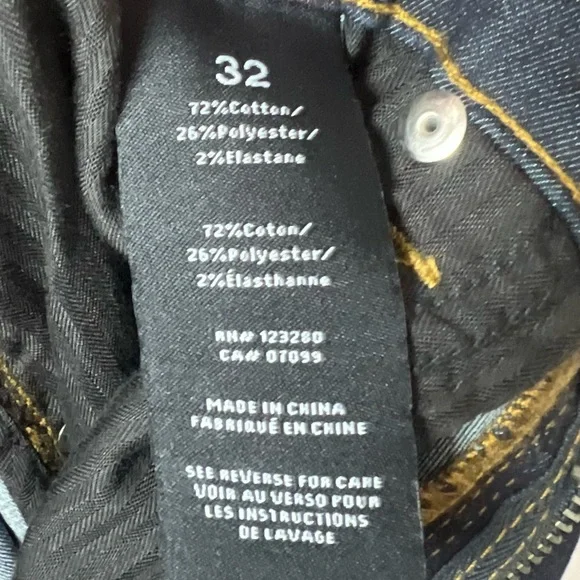 32
72%Cotton/
26%Polyester/
2%Elastane
72%Coton/
26%Polyester/
2%Élasthanne
RN# 123280
CA# 07099
MADE IN CHINA
FABRIQUÉ EN CHINE
SEE REVERSE FOR CARE
VOIR AU VERSO POUR
LES INSTRUCTIONS
DE LAVAGE